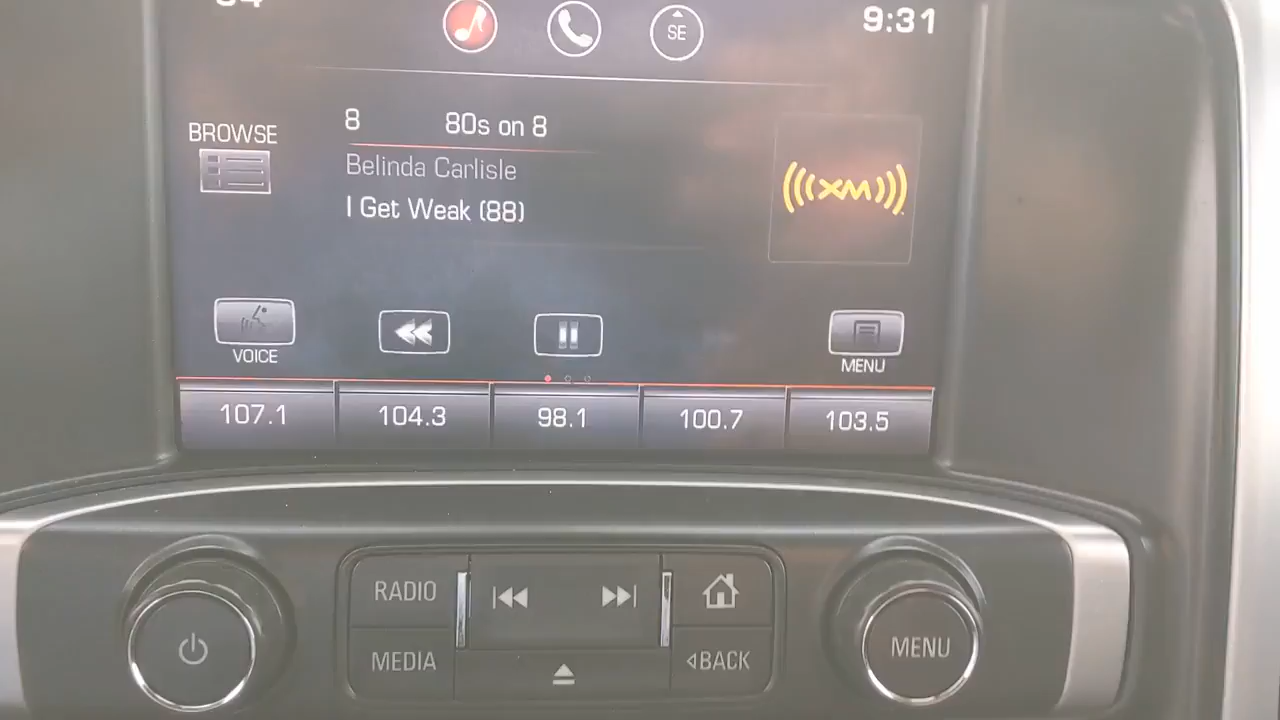 9:31
SE
8 80s on 8
BROWSE
Belinda Carlisle
I Get Weak (88)
XM
VOICE
MENU
107.1 104.3 98.1 100.7 103.5
RADIO
MEDIA
BACK
MENU